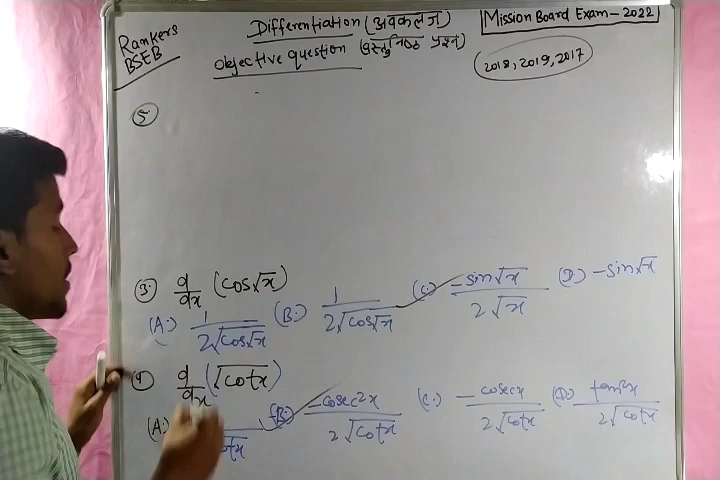 Rankers
BSEB
Differentiation (अवकलज)
Objective question (वस्तुनिष्ठ प्रश्न)
Mission Board Exam - 2022
2018, 2019, 2017
⑤
③ d/dx (cos√x)
(A.) 1/2√cos√x (B.) 1/2√cos√x (C.) -sin√x/2√x (D.) -sin√x
④ d/dx (√cotx)
(A.) (B.) -cosec²x/2√cotx (C.) -cosecx/2√cotx (D.) tan²x/2√cotx